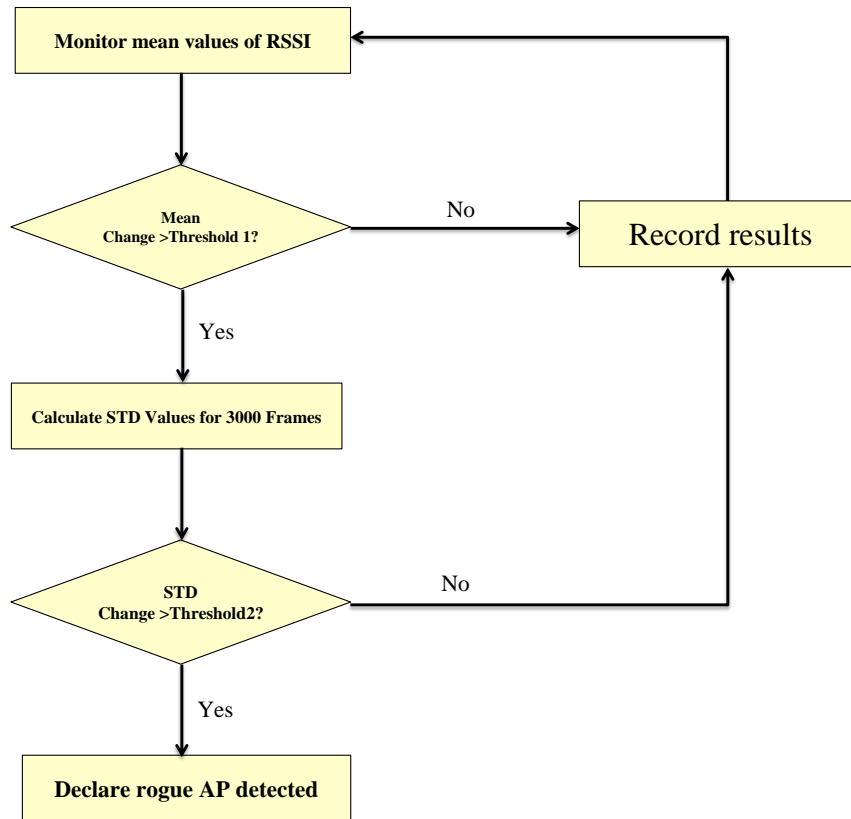 Monitor mean values of RSSI
Mean
Change >Threshold 1?
No
Record results
Yes
Calculate STD Values for 3000 Frames
STD
Change >Threshold2?
No
Yes
Declare rogue AP detected